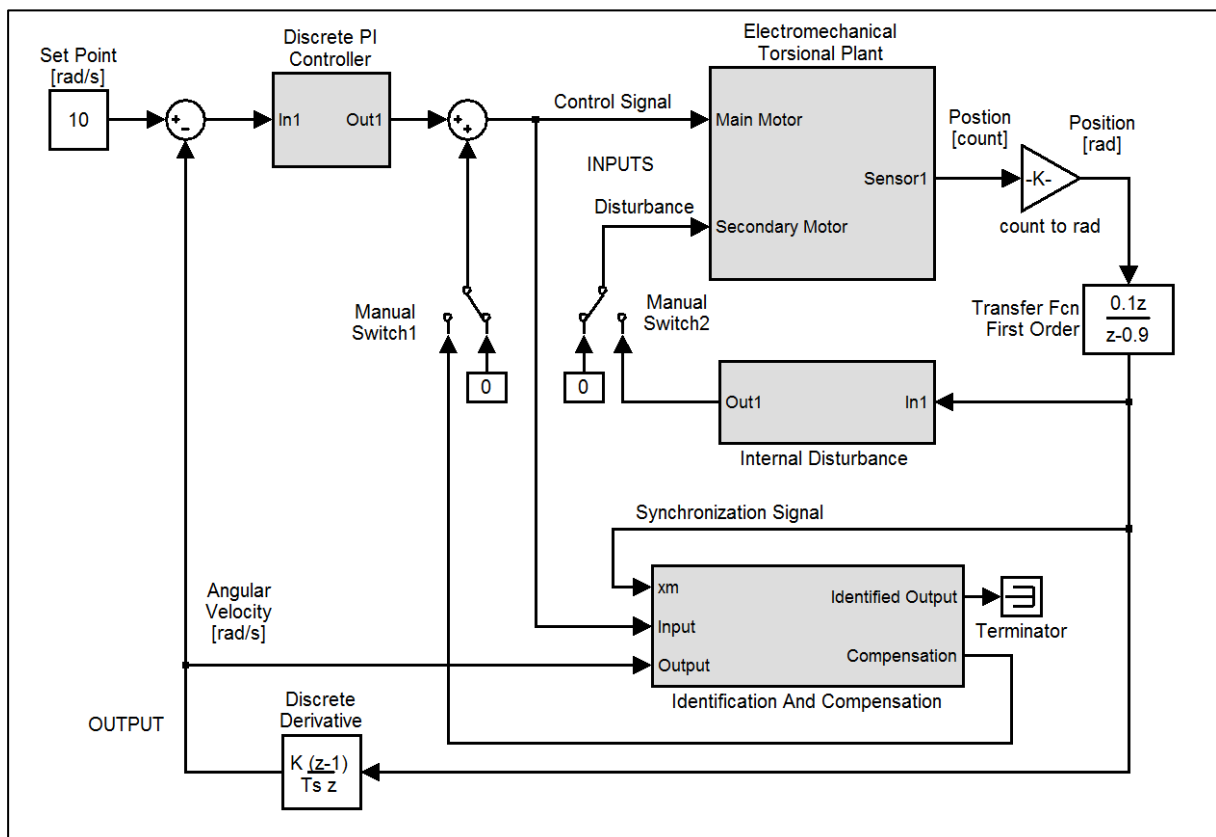 Set Point
[rad/s]
10
+
-
Discrete PI
Controller
In1
Out1
+
+
Control Signal
INPUTS
Disturbance
Electromechanical
Torsional Plant
Main Motor
Sensor1
Secondary Motor
Postion
[count]
Position
[rad]
-K-
count to rad
Transfer Fcn
First Order
0.1z
z-0.9
Manual
Switch1
0
0
Manual
Switch2
Out1
In1
Internal Disturbance
Synchronization Signal
xm
Input
Output
Identified Output
Compensation
Identification And Compensation
Terminator
Angular
Velocity
[rad/s]
OUTPUT
Discrete
Derivative
K (z-1)
Ts z